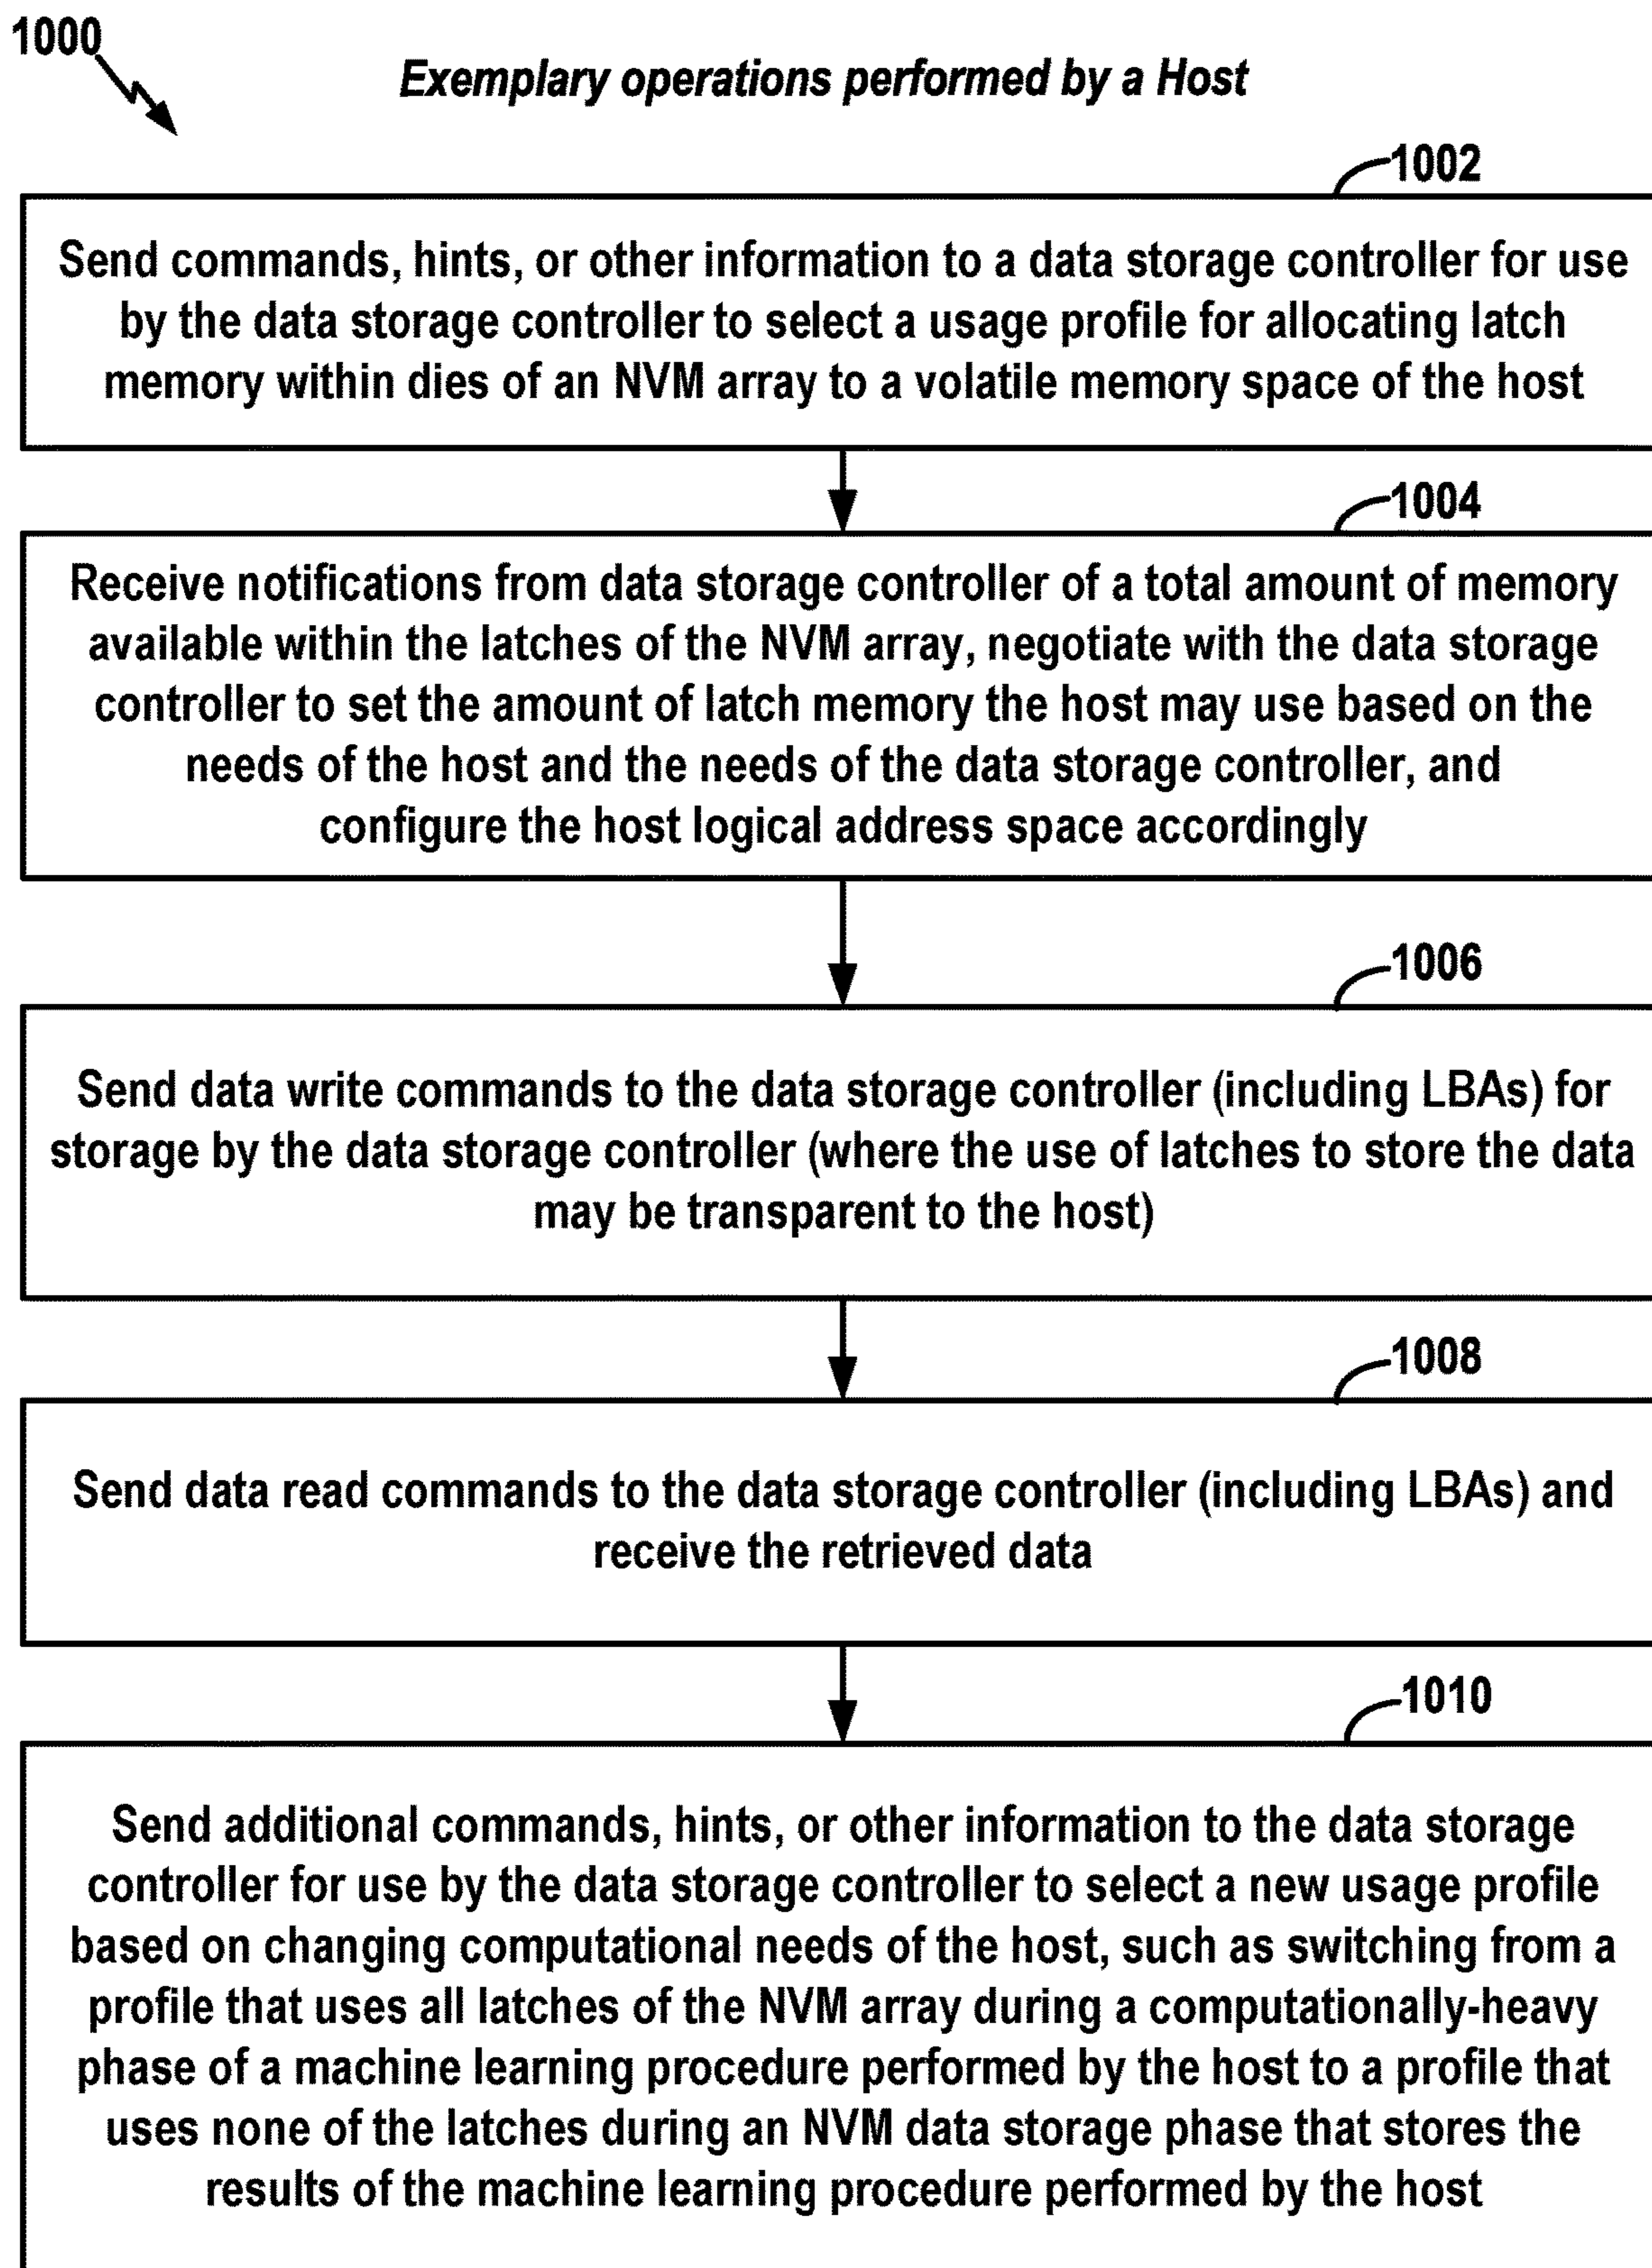 1000
Exemplary operations performed by a Host
1002
Send commands, hints, or other information to a data storage controller for use
by the data storage controller to select a usage profile for allocating latch
memory within dies of an NVM array to a volatile memory space of the host
1004
Receive notifications from data storage controller of a total amount of memory
available within the latches of the NVM array, negotiate with the data storage
controller to set the amount of latch memory the host may use based on the
needs of the host and the needs of the data storage controller, and
configure the host logical address space accordingly
1006
Send data write commands to the data storage controller (including LBAs) for
storage by the data storage controller (where the use of latches to store the data
may be transparent to the host)
1008
Send data read commands to the data storage controller (including LBAs) and
receive the retrieved data
1010
Send additional commands, hints, or other information to the data storage
controller for use by the data storage controller to select a new usage profile
based on changing computational needs of the host, such as switching from a
profile that uses all latches of the NVM array during a computationally-heavy
phase of a machine learning procedure performed by the host to a profile that
uses none of the latches during an NVM data storage phase that stores the
results of the machine learning procedure performed by the host